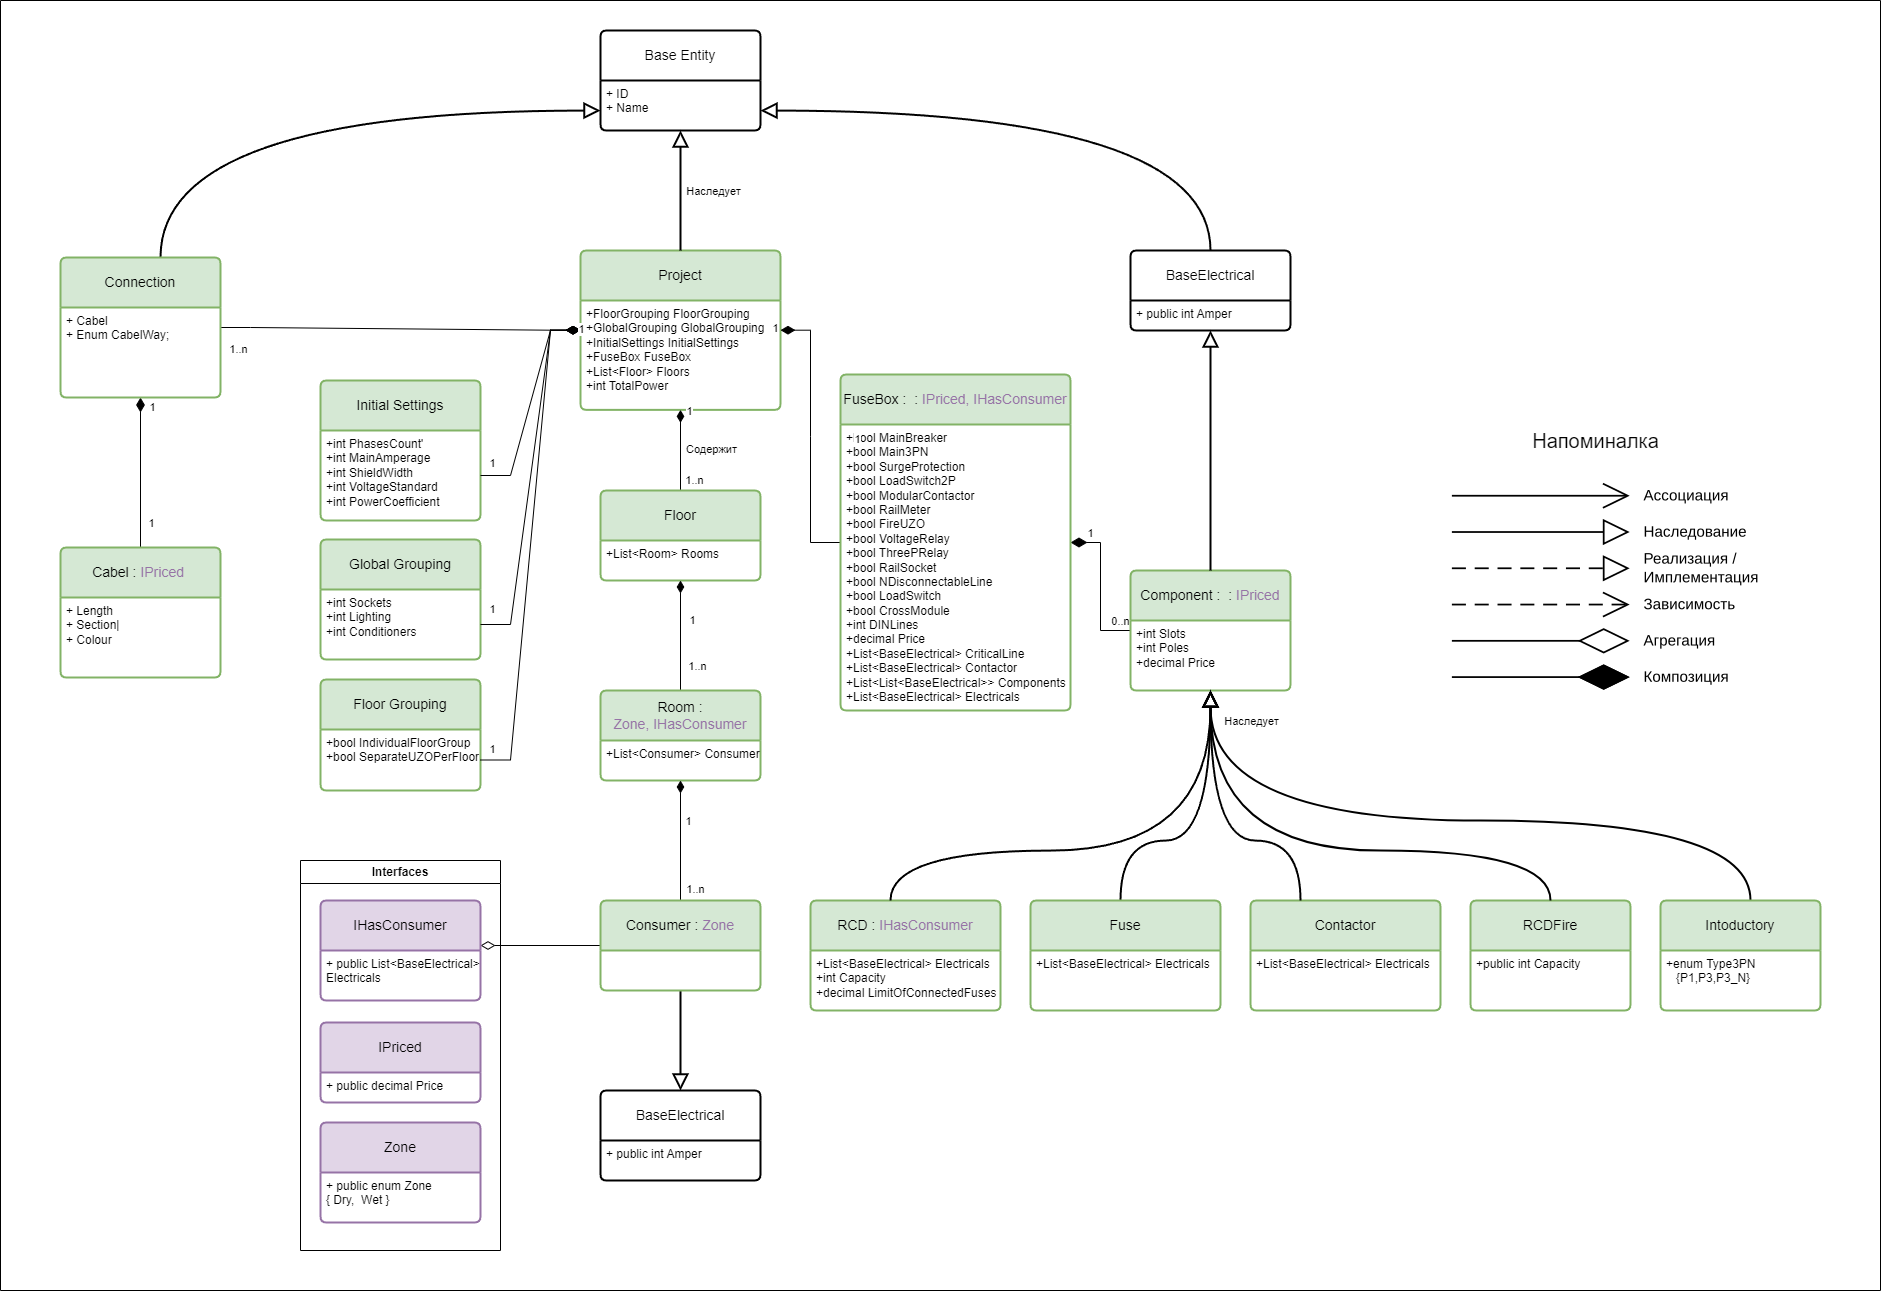 Base Entity
+ ID
+ Name
Наследует
Connection
+ Cabel
+ Enum CabelWay;
1..n
1
1
Cabel : IPriced
+ Length
+ Section|
+ Colour
Project
+FloorGrouping FloorGrouping
+GlobalGrouping GlobalGrouping
+InitialSettings InitialSettings
+FuseBox FuseBox
+List<Floor> Floors
+int TotalPower
1
1
1
Содержит
1..n
Initial Settings
+int PhasesCount'
+int MainAmperage
+int ShieldWidth
+int VoltageStandard
+int PowerCoefficient
1
Global Grouping
+int Sockets
+int Lighting
+int Conditioners
1
Floor Grouping
+bool IndividualFloorGroup
+bool SeparateUZOPerFloor
1
Floor
+List<Room> Rooms
1
1..n
Room :
Zone, IHasConsumer
+List<Consumer> Consumer
1
1..n
Consumer : Zone
BaseElectrical
+ public int Amper
Interfaces
IHasConsumer
+ public List<BaseElectrical>
Electricals
IPriced
+ public decimal Price
Zone
+ public enum Zone
{ Dry,  Wet }
FuseBox :  : IPriced, IHasConsumer
1
+bool MainBreaker
+bool Main3PN
+bool SurgeProtection
+bool LoadSwitch2P
+bool ModularContactor
+bool RailMeter
+bool FireUZO
+bool VoltageRelay
+bool ThreePRelay
+bool RailSocket
+bool NDisconnectableLine
+bool LoadSwitch
+bool CrossModule
+int DINLines
+decimal Price
+List<BaseElectrical> CriticalLine
+List<BaseElectrical> Contactor
+List<List<BaseElectrical>> Components
+List<BaseElectrical> Electricals
1
0..n
BaseElectrical
+ public int Amper
Component :  : IPriced
+int Slots
+int Poles
+decimal Price
Наследует
RCD : IHasConsumer
+List<BaseElectrical> Electricals
+int Capacity
+decimal LimitOfConnectedFuses
Fuse
+List<BaseElectrical> Electricals
Contactor
+List<BaseElectrical> Electricals
RCDFire
+public int Capacity
Intoductory
+enum Type3PN
{P1,P3,P3_N}
Напоминалка
Ассоциация
Наследование
Реализация /
Имплементация
Зависимость
Агрегация
Композиция